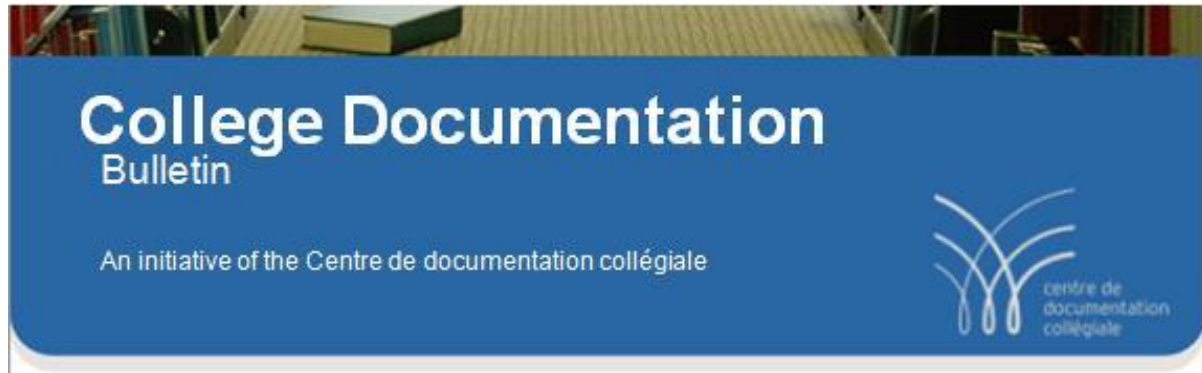 College Documentation
Bulletin
An initiative of the Centre de documentation collégiale
centre de
documentation
collégiale